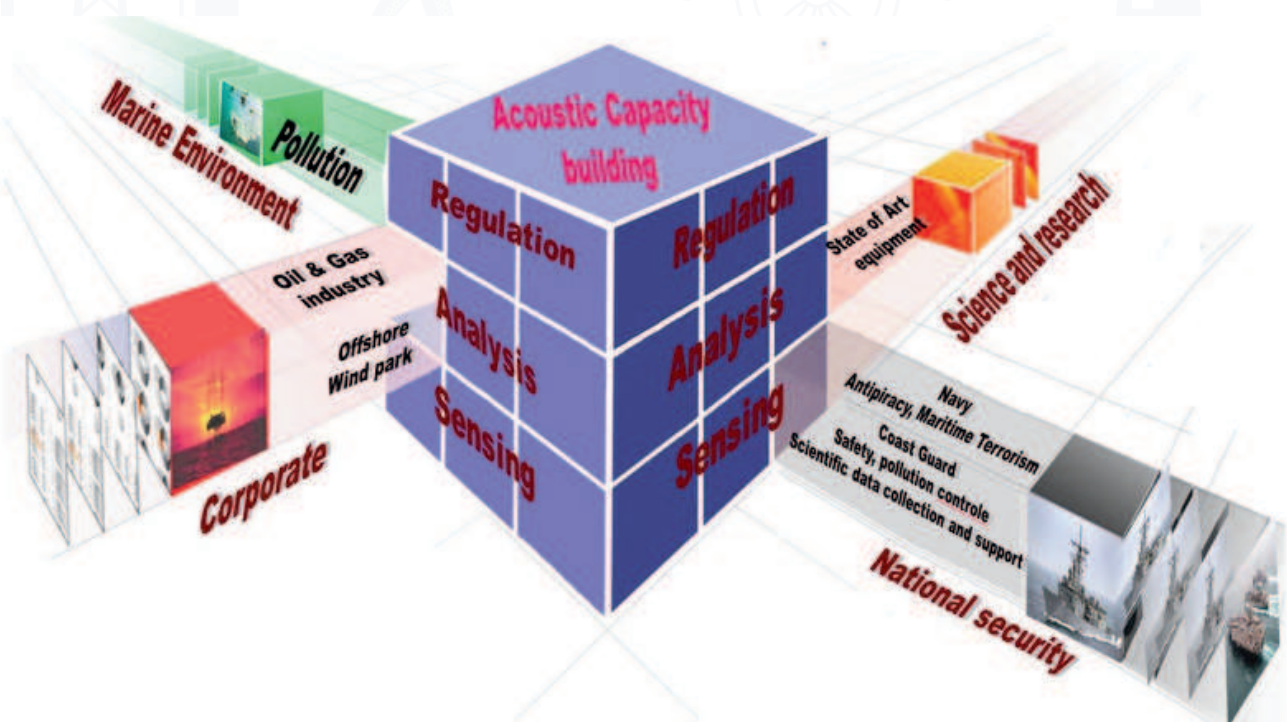 Acoustic Capacity
building
Regulation
Analysis
Sensing
Regulation
Analysis
Sensing
Marine Environment
Pollution
Oil & Gas
industry
Offshore
Wind park
Corporate
State of Art
equipment
Science and research
Navy
Antipiracy, Maritime Terrorism
Coast Guard
Safety, pollution controle
Scientific data collection and support
National security